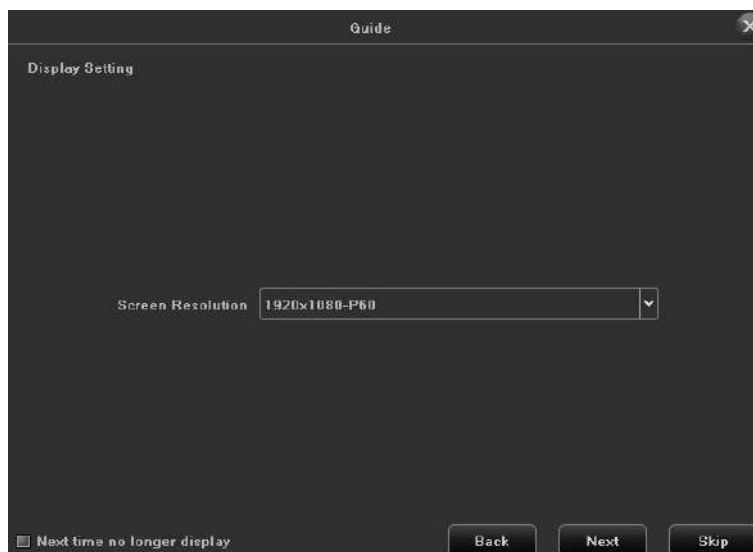 Guide
Display Setting
Screen Resolution 1920x1080-P60
Next time no longer display Back Next Skip